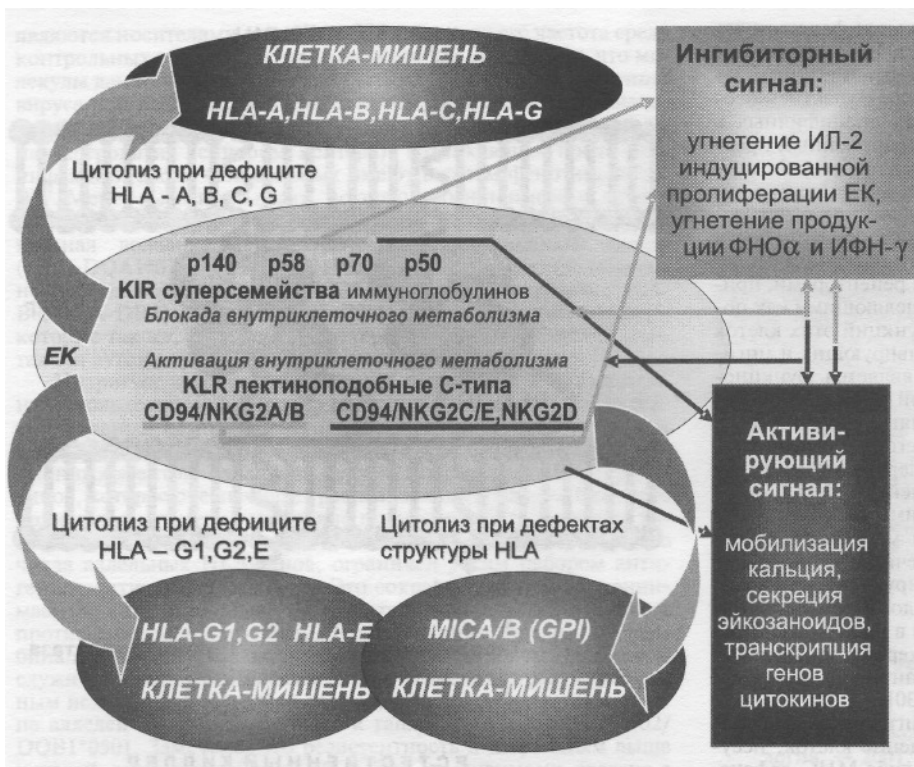 КЛЕТКА-МИШЕНЬ
HLA-A,HLA-B,HLA-C,HLA-G
Ингибиторный
сигнал:
угнетение ИЛ-2
индуцированной
пролиферации ЕК,
угнетение продук-
ции ФНОα и ИФН-γ
Цитолиз при дефиците
HLA - A, B, C, G
p140 p58 p70 p50
KIR суперсемейства иммуноглобулинов
Блокада внутриклеточного метаболизма
ЕК
Активация внутриклеточного метаболизма
KLR лектиноподобные С-типа
CD94/NKG2A/B CD94/NKG2C/E,NKG2D
Активи-
рующий
сигнал:
мобилизация
кальция,
секреция
эйкозаноидов,
транскрипция
генов
цитокинов
Цитолиз при дефиците
HLA – G1,G2,E
Цитолиз при дефектах
структуры HLA
HLA-G1,G2 HLA-E
КЛЕТКА-МИШЕНЬ
MICA/B (GPI)
КЛЕТКА-МИШЕНЬ